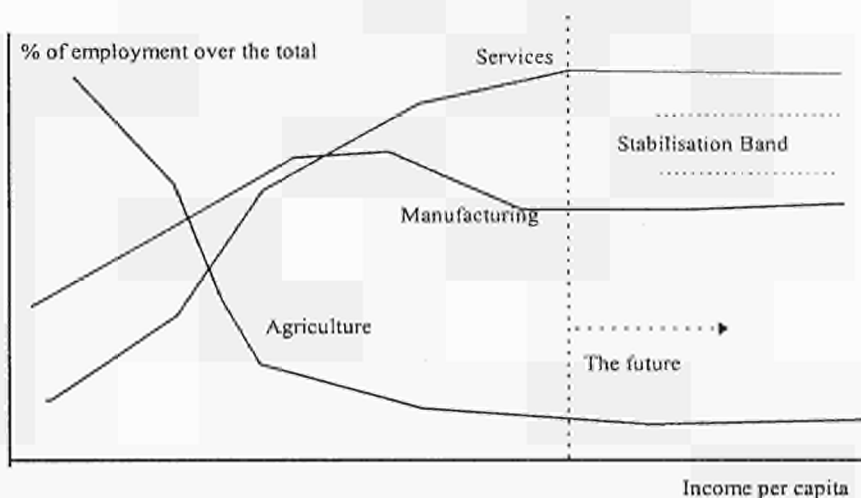 % of employment over the total
Services
Stabilisation Band
Manufacturing
Agriculture
The future
Income per capita